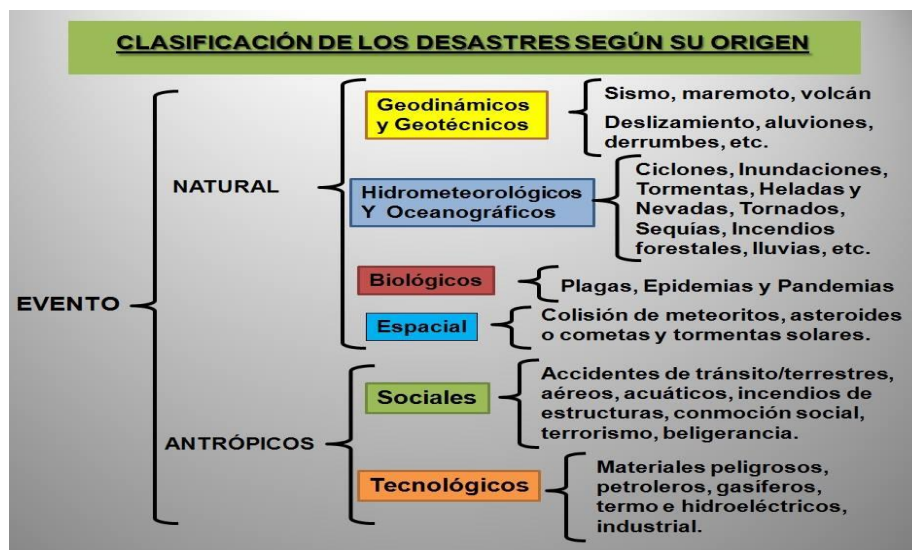 CLASIFICACIÓN DE LOS DESASTRES SEGÚN SU ORIGEN
EVENTO
NATURAL
Geodinámicos
y Geotécnicos
Sismo, maremoto, volcán
Deslizamiento, aluviones,
derrumbes, etc.
Hidrometeorológicos
Y Oceanográficos
Ciclones, Inundaciones,
Tormentas, Heladas y
Nevadas, Tornados,
Sequías, Incendios
forestales, lluvias, etc.
Biológicos
Plagas, Epidemias y Pandemias
Espacial
Colisión de meteoritos, asteroides
o cometas y tormentas solares.
ANTRÓPICOS
Sociales
Accidentes de tránsito/terrestres,
aéreos, acuáticos, incendios de
estructuras, conmoción social,
terrorismo, beligerancia.
Tecnológicos
Materiales peligrosos,
petroleros, gasíferos,
termo e hidroeléctricos,
industrial.